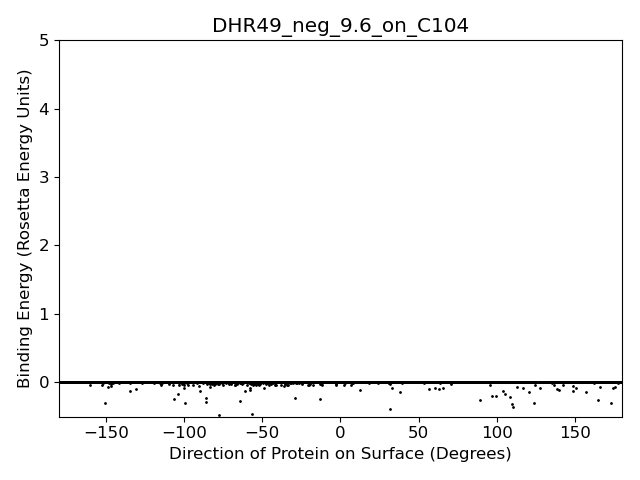 DHR49_neg_9.6_on_C104
Binding Energy (Rosetta Energy Units)
5
4
3
2
1
0
−150 −100 −50 0 50 100 150
Direction of Protein on Surface (Degrees)